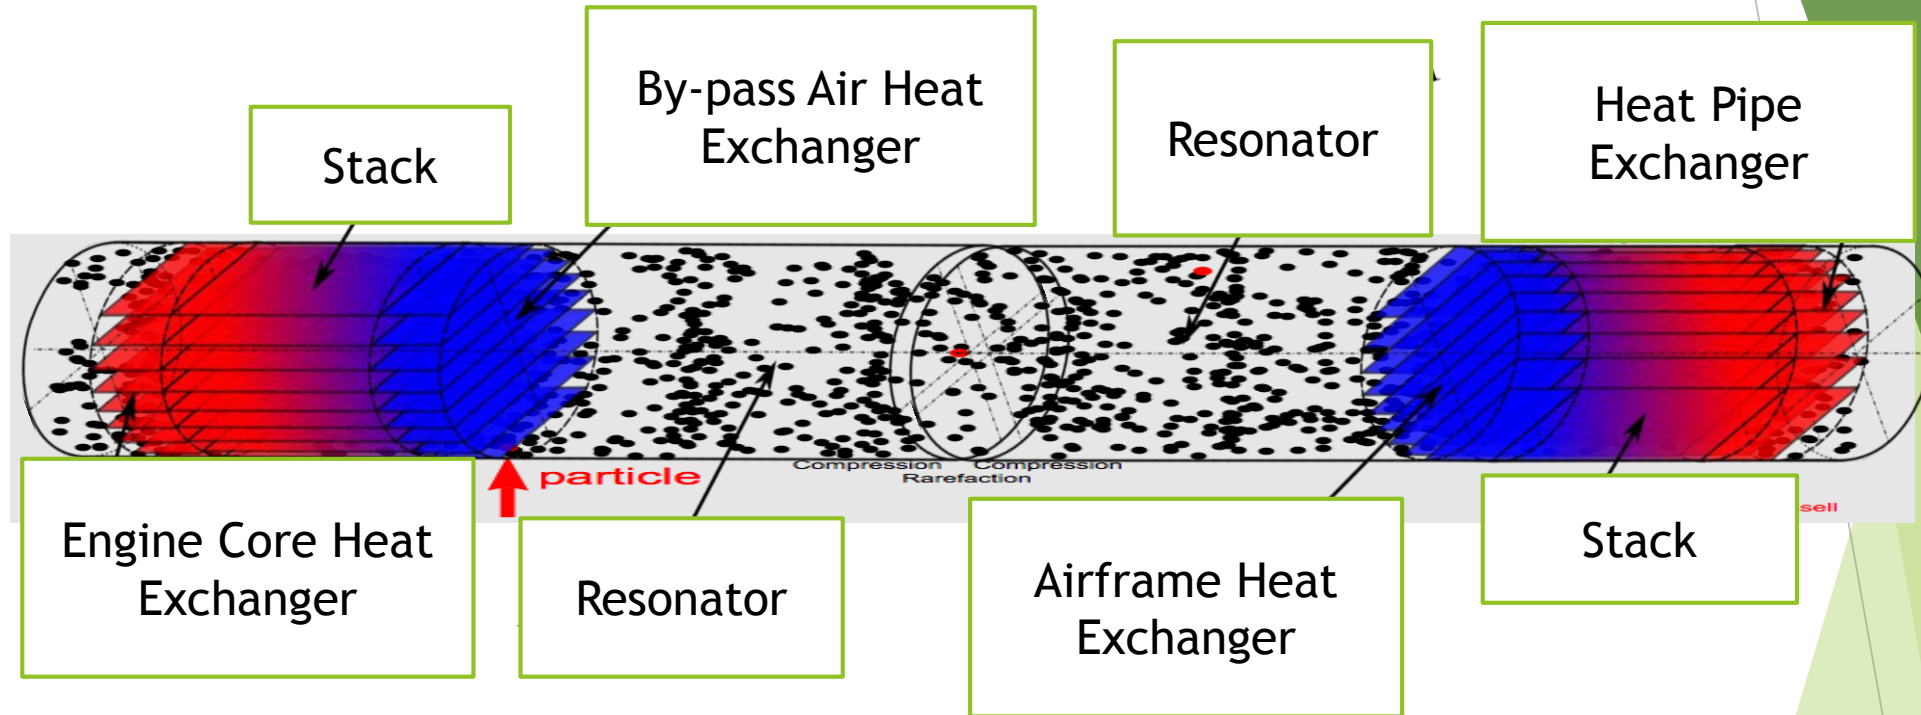 By-pass Air Heat
Exchanger
Stack
Resonator
Heat Pipe
Exchanger
particle
Compression Compression
Rarefaction
sell
Engine Core Heat
Exchanger
Resonator
Airframe Heat
Exchanger
Stack